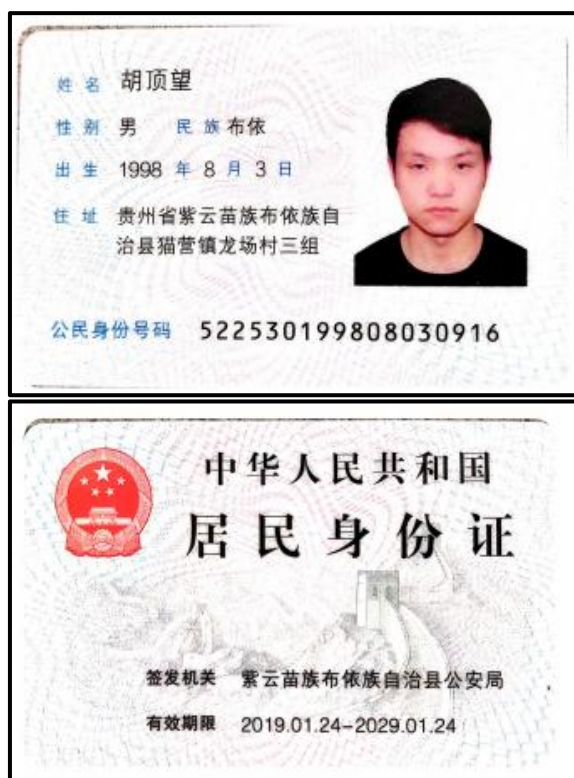 姓名 胡顶望
性别 男 民族 布依
出生 1998 年 8 月 3 日
住址 贵州省紫云苗族布依族自
治县猫营镇龙场村三组
公民身份号码 522530199808030916
中华人民共和国
居民身份证
签发机关 紫云苗族布依族自治县公安局
有效期限 2019.01.24-2029.01.24